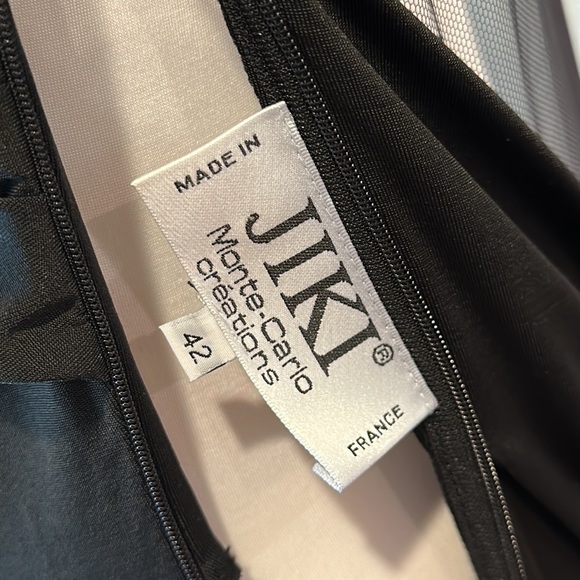 MADE IN
JIKI®
Monte-Carlo
créations
FRANCE
42